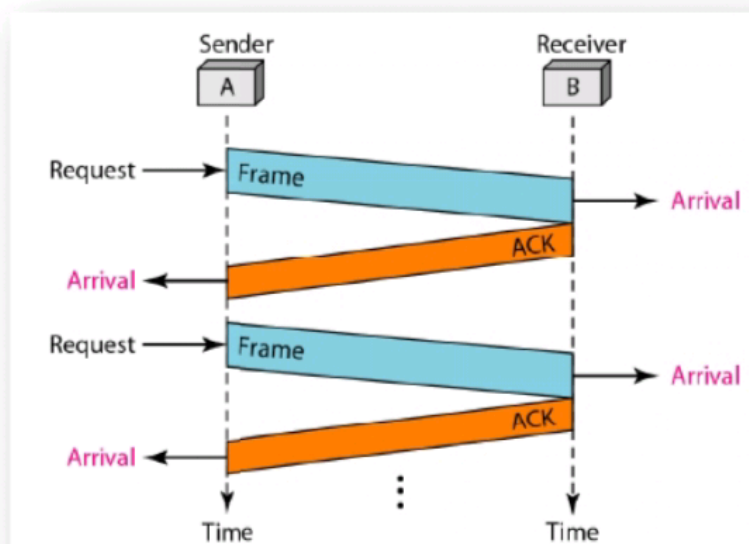 Sender Receiver
A B
Request Frame
Arrival
ACK
Arrival
Request Frame
Arrival
ACK
Arrival
Time Time